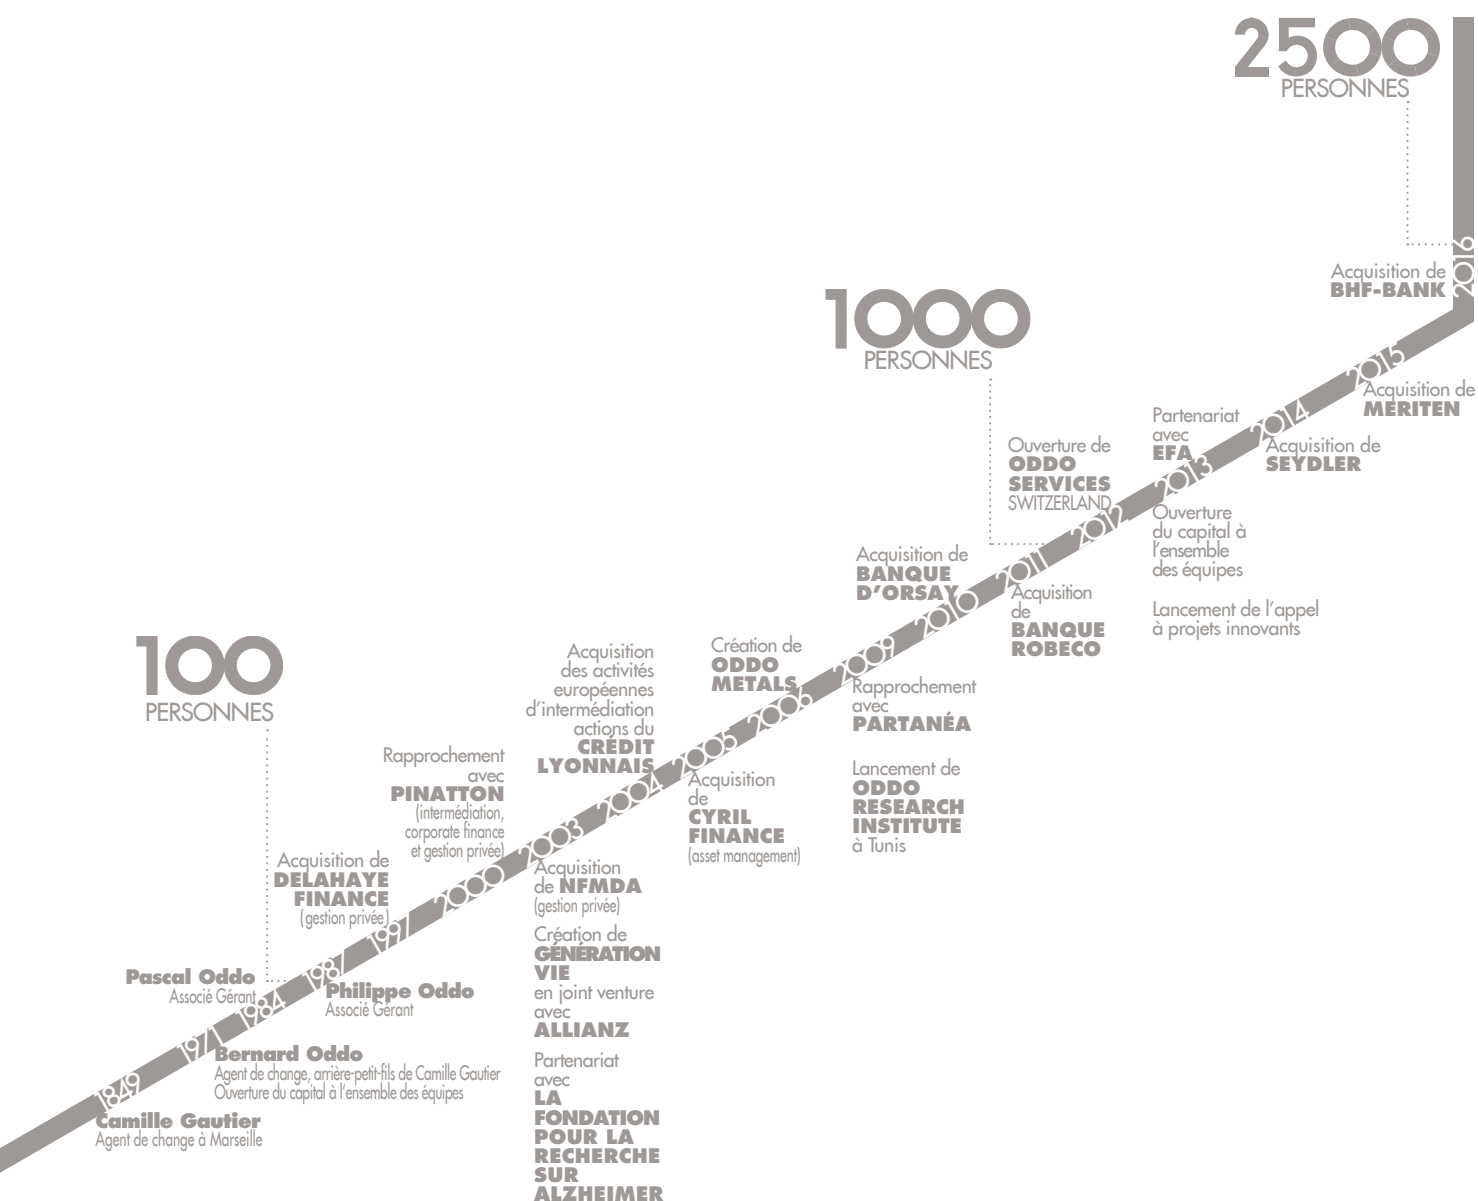 2500
PERSONNES
2016
Acquisition de
BHF-BANK
1000
PERSONNES
2015
Acquisition de
MERITEN
2014
Acquisition de
SEYDLER
Partenariat
avec
EFA
2013
Ouverture
du capital à
l'ensemble
des équipes
Lancement de l'appel
à projets innovants
Ouverture de
ODDO
SERVICES
SWITZERLAND
2012
2011
Acquisition
de
BANQUE
ROBECO
Acquisition de
BANQUE
D'ORSAY
2010
2009
Rapprochement
avec
PARTANÉA
Lancement de
ODDO
RESEARCH
INSTITUTE
à Tunis
Création de
ODDO
METALS
2006
2005
Acquisition
de
CYRIL
FINANCE
(asset management)
Acquisition
des activités
européennes
d'intermédiation
actions du
CRÉDIT
LYONNAIS
2004
2003
Acquisition
de NFMDA
(gestion privée)
Création de
GÉNÉRATION
VIE
en joint venture
avec
ALLIANZ
Partenariat
avec
LA
FONDATION
POUR LA
RECHERCHE
SUR
ALZHEIMER
100
PERSONNES
Rapprochement
avec
PINATTON
(intermédiation,
corporate finance
et gestion privée)
2000
Acquisition de
DELAHAYE
FINANCE
(gestion privée)
1997
1987
Philippe Oddo
Associé Gérant
Pascal Oddo
Associé Gérant
1984
1971
Bernard Oddo
Agent de change, arrière-petit-fils de Camille Gautier
Ouverture du capital à l'ensemble des équipes
1849
Camille Gautier
Agent de change à Marseille